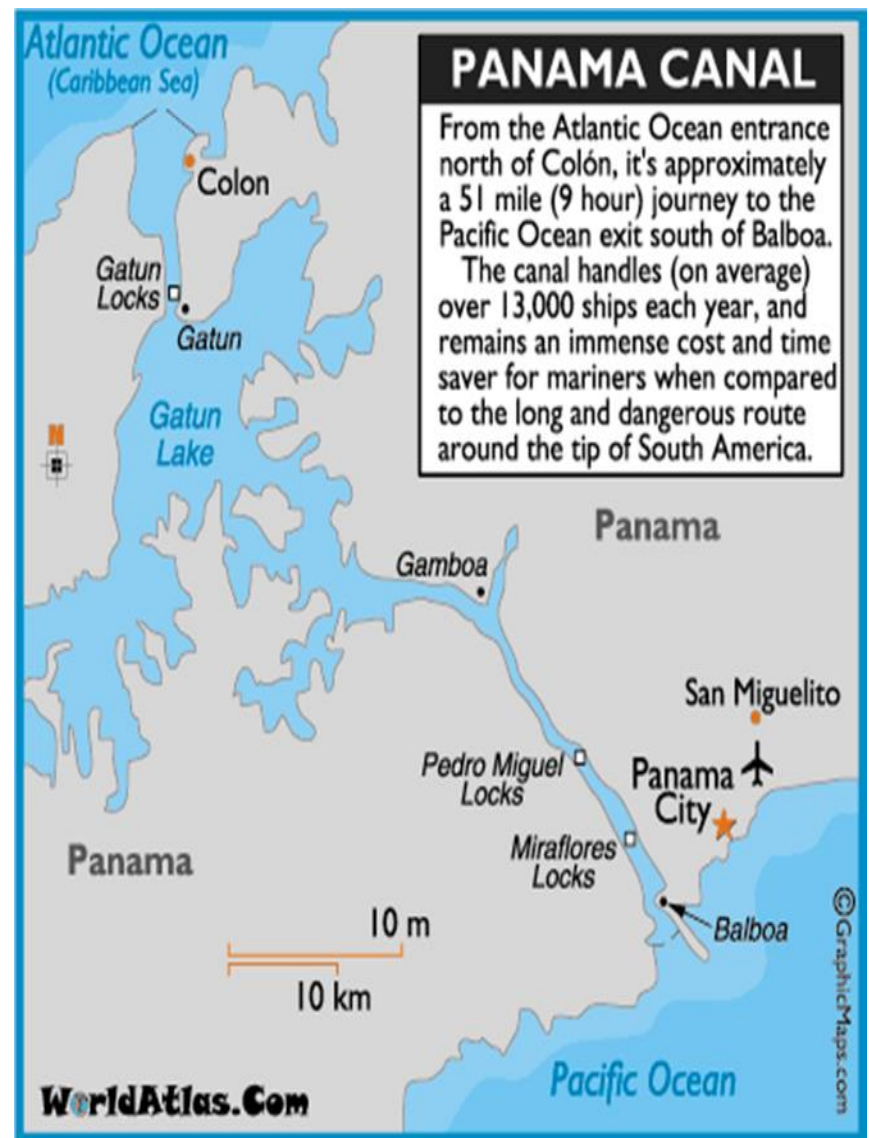 Atlantic Ocean
(Caribbean Sea)
PANAMA CANAL
From the Atlantic Ocean entrance
north of Colón, it's approximately
a 51 mile (9 hour) journey to the
Pacific Ocean exit south of Balboa.
The canal handles (on average)
over 13,000 ships each year, and
remains an immense cost and time
saver for mariners when compared
to the long and dangerous route
around the tip of South America.
Colon
Gatun
Locks
Gatun
Gatun
Lake
N
Panama
Gamboa
San Miguelito
Pedro Miguel
Locks
Panama
City
Miraflores
Locks
Panama
Balboa
10 m
10 km
Pacific Ocean
WorldAtlas.Com
©GraphicMaps.com